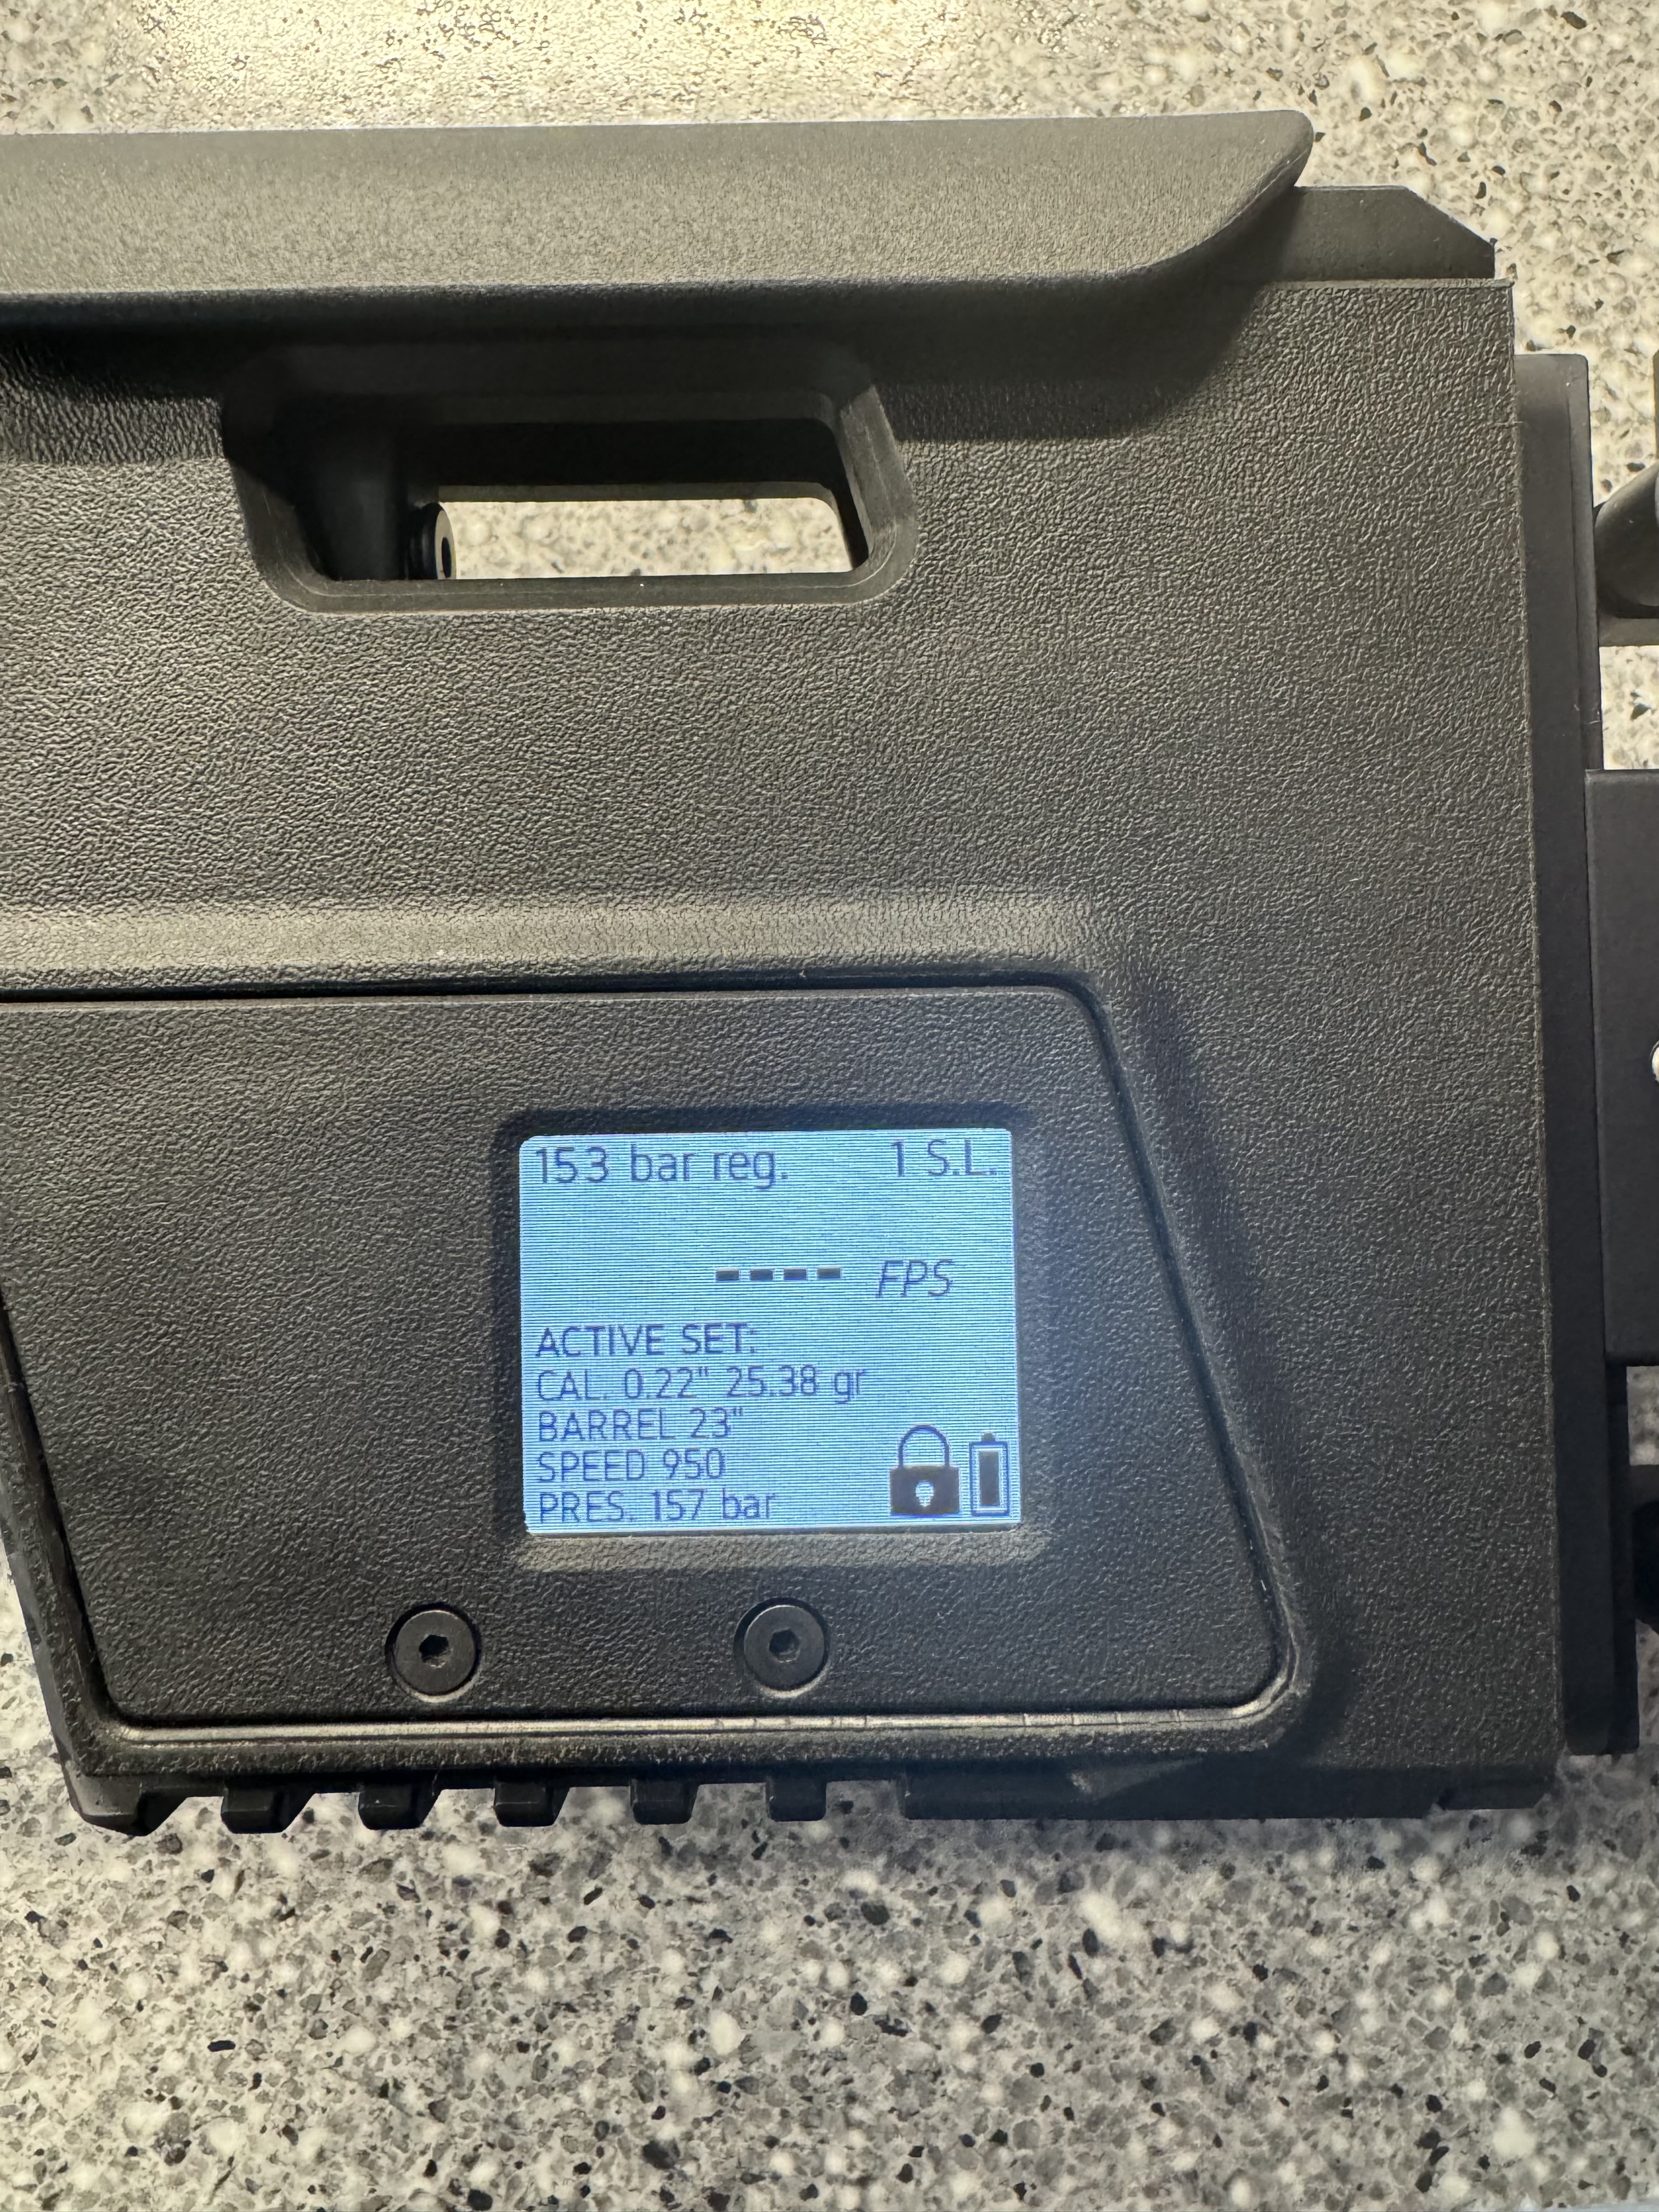 153 bar reg. 1 S.L.
---- FPS
ACTIVE SET:
CAL. 0.22" 25.38 gr
BARREL 23"
SPEED 950
PRES. 157 bar